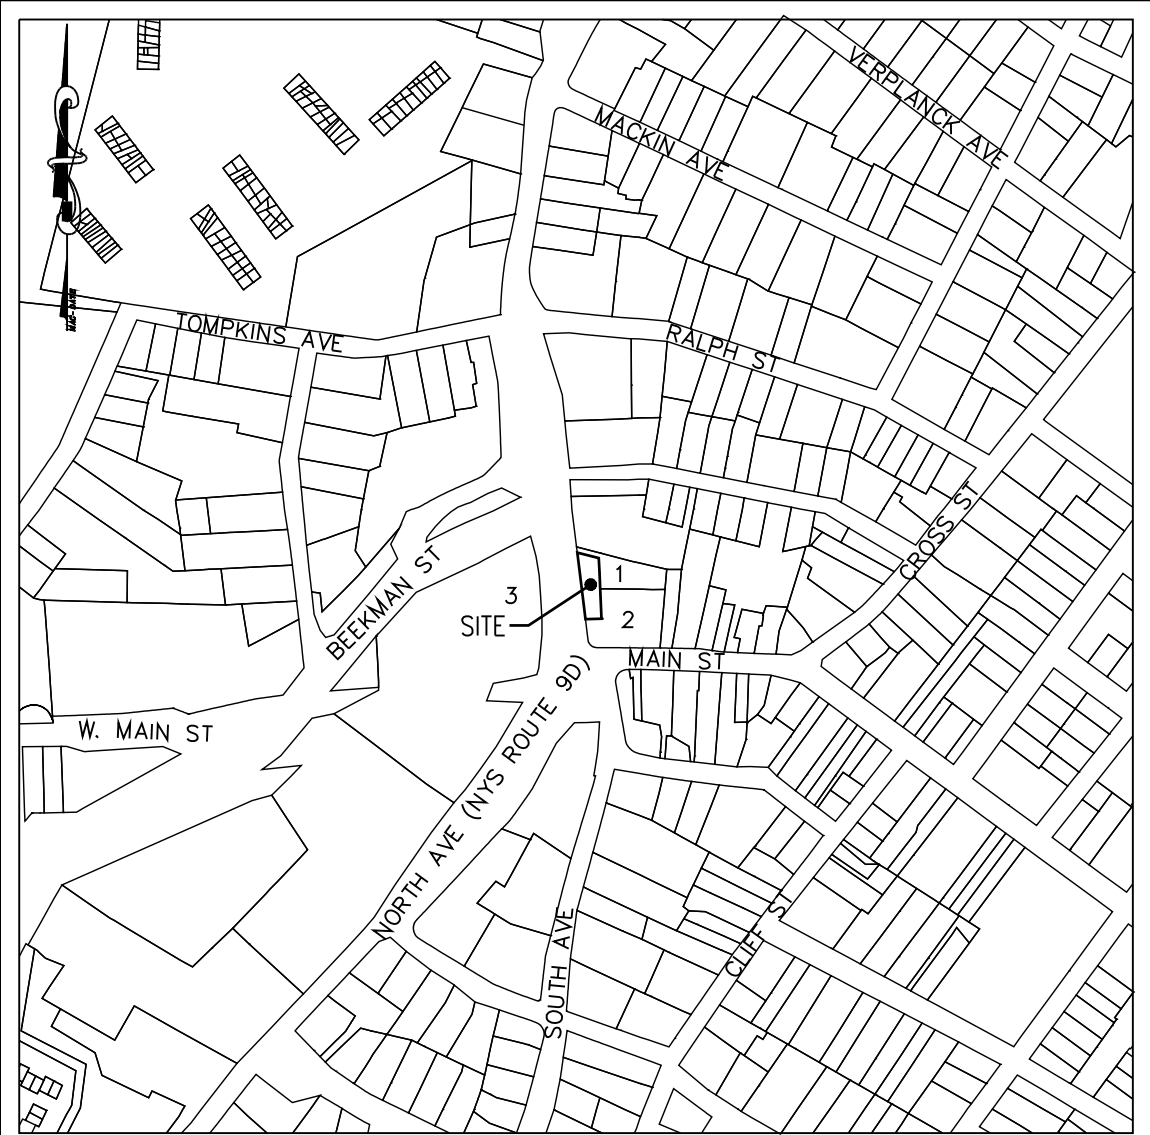 VERPLANCK AVE
MACKIN AVE
TOMPKINS AVE
RALPH ST
CROSS ST
BEEKMAN ST
1
3
2
SITE
MAIN ST
W. MAIN ST
NORTH AVE (NYS ROUTE 9D)
SOUTH AVE
CLIFF ST